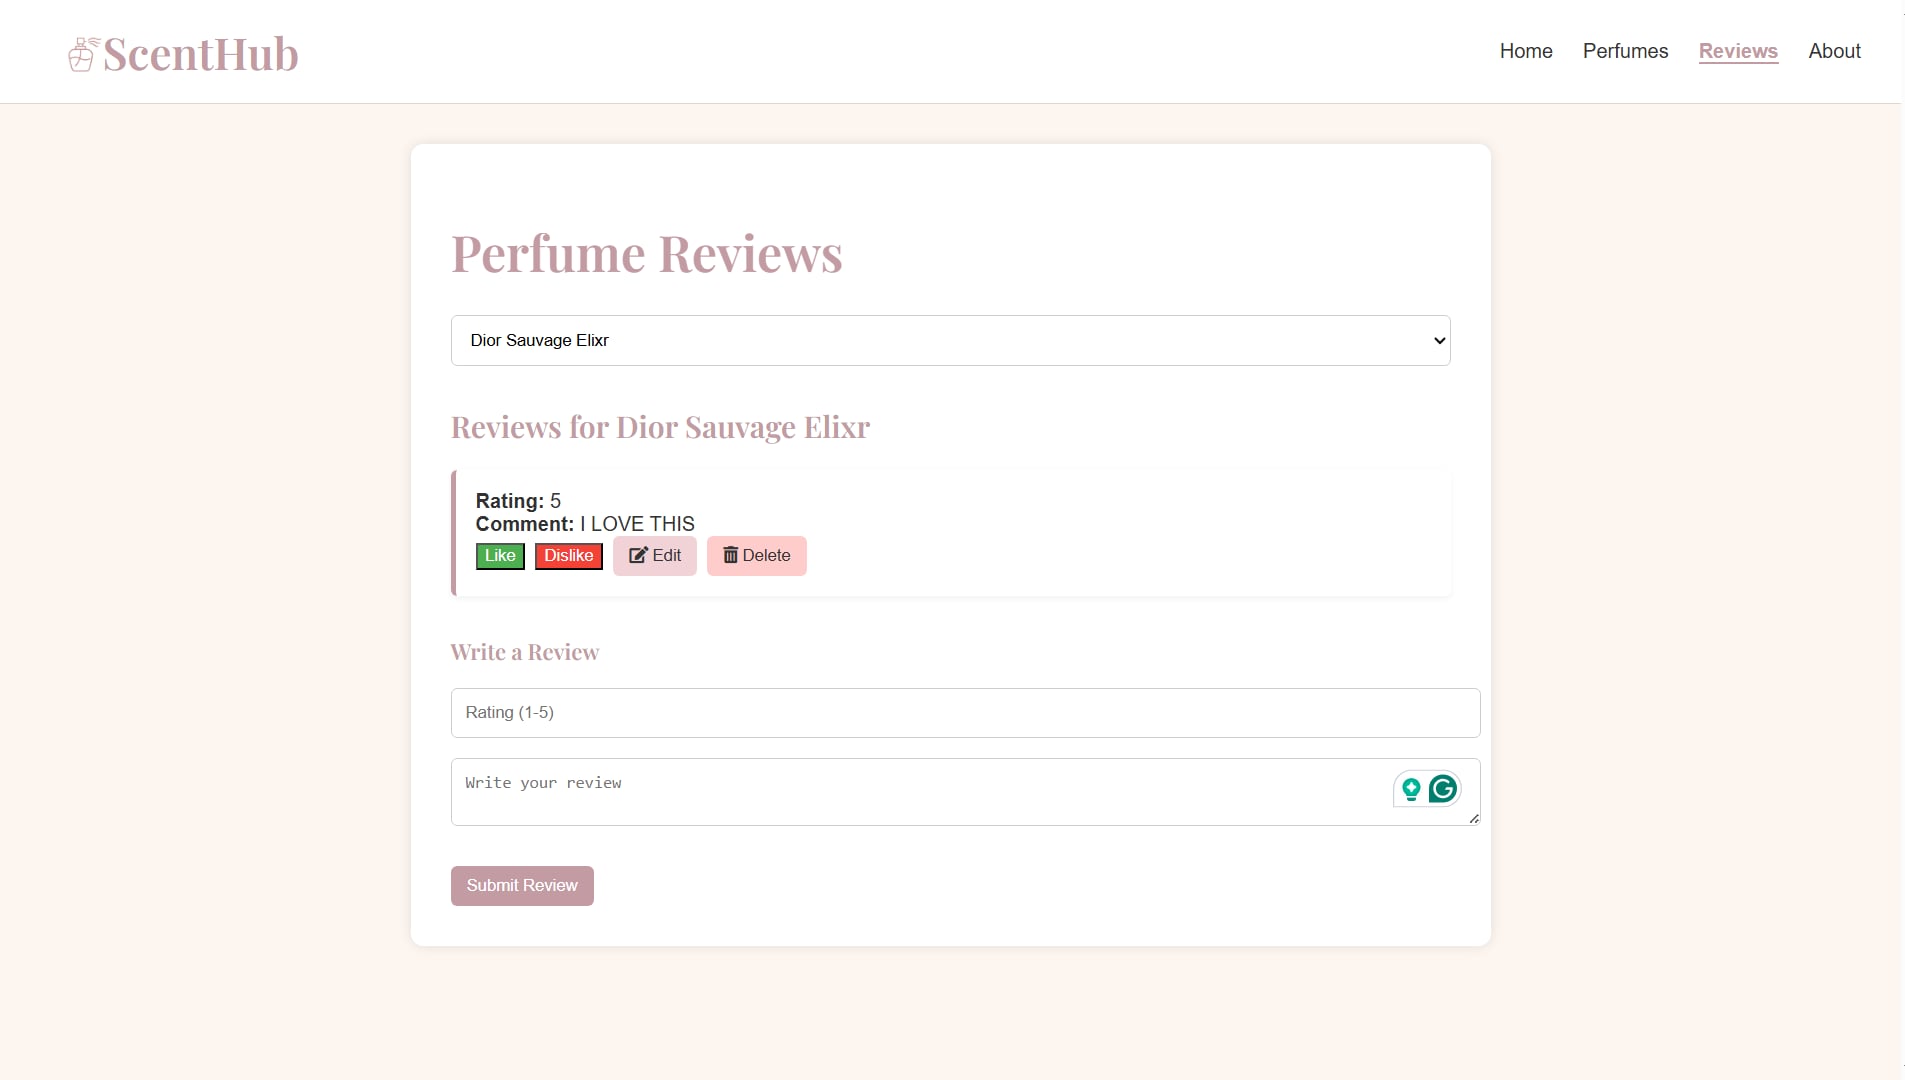 ScentHub
Home Perfumes Reviews About
Perfume Reviews
Dior Sauvage Elixr
Reviews for Dior Sauvage Elixr
Rating: 5
Comment: I LOVE THIS
Like Dislike Edit Delete
Write a Review
Rating (1-5)
Write your review
Submit Review